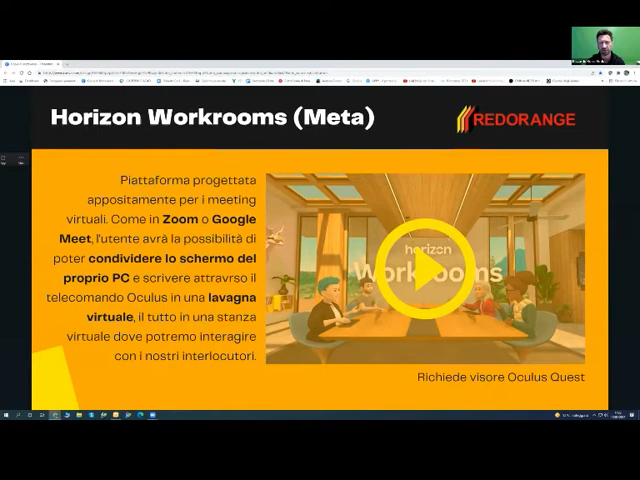 Horizon Workrooms (Meta)
REDORANGE
Piattaforma progettata
appositamente per i meeting
virtuali. Come in Zoom o Google
Meet, l'utente avrà la possibilità di
poter condividere lo schermo del
proprio PC e scrivere attravrso il
telecomando Oculus in una lavagna
virtuale, il tutto in una stanza
virtuale dove potremo interagire
con i nostri interlocutori.
horizon
Workrooms
Richiede visore Oculus Quest